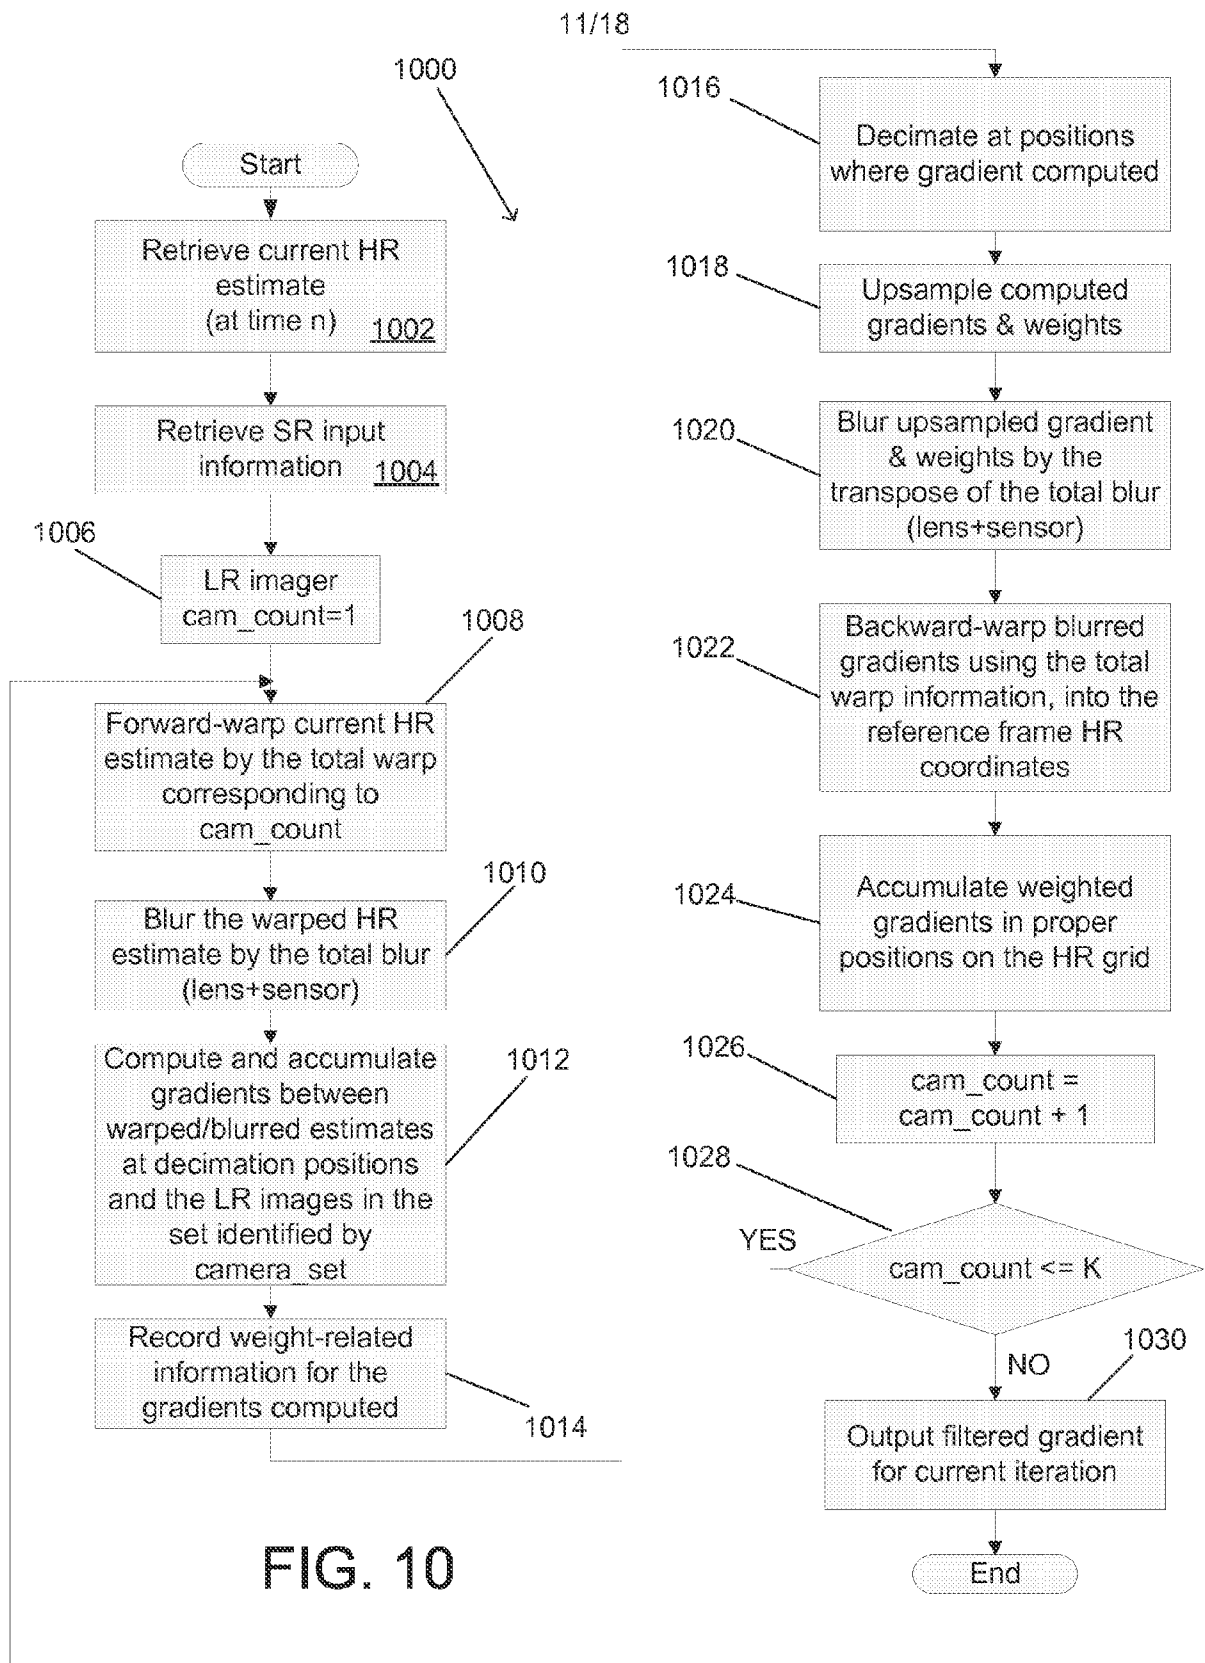 11/18
1000
Start
Retrieve current HR
estimate
(at time n)
1002
Retrieve SR input
information
1004
1006
LR imager
cam_count=1
1008
Forward-warp current HR
estimate by the total warp
corresponding to
cam_count
1010
Blur the warped HR
estimate by the total blur
(lens+sensor)
1012
Compute and accumulate
gradients between
warped/blurred estimates
at decimation positions
and the LR images in the
set identified by
camera_set
Record weight-related
information for the
gradients computed
1014
1016
Decimate at positions
where gradient computed
1018
Upsample computed
gradients & weights
1020
Blur upsampled gradient
& weights by the
transpose of the total blur
(lens+sensor)
1022
Backward-warp blurred
gradients using the total
warp information, into the
reference frame HR
coordinates
1024
Accumulate weighted
gradients in proper
positions on the HR grid
1026
cam_count =
cam_count + 1
1028
YES
cam_count <= K
NO
1030
Output filtered gradient
for current iteration
End
FIG. 10